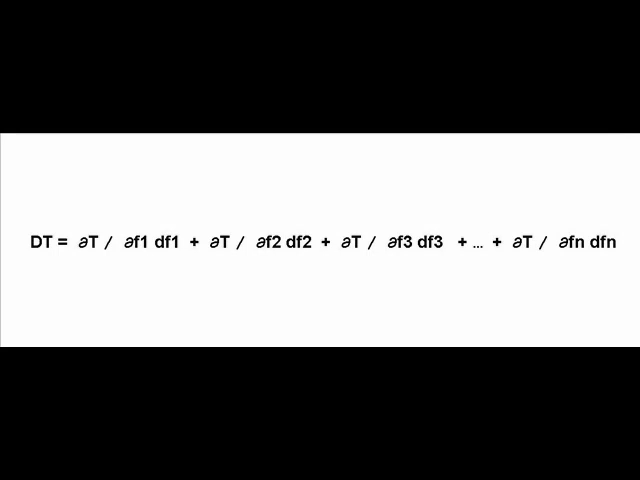 DT = ∂T / ∂f1 df1 + ∂T / ∂f2 df2 + ∂T / ∂f3 df3 + ... + ∂T / ∂fn dfn